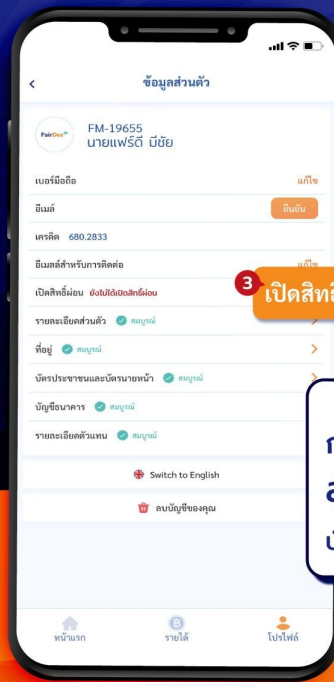 ข้อมูลส่วนตัว
FairDee
FM-19655
นายแฟร์ดี มีชัย
เบอร์มือถือ แก้ไข
อีเมล์ ยืนยัน
เครดิต 680.2833
อีเมลล์สำหรับการติดต่อ แก้ไข
เปิดสิทธิ์ผ่อน ยังไม่ได้เปิดสิทธิ์ผ่อน
3
รายละเอียดส่วนตัว สมบูรณ์
ที่อยู่ สมบูรณ์
บัตรประชาชนและบัตรนายหน้า สมบูรณ์
บัญชีธนาคาร สมบูรณ์
รายละเอียดตัวแทน สมบูรณ์
Switch to English
ลบบัญชีของคุณ
หน้าแรก รายได้ โปรไฟล์